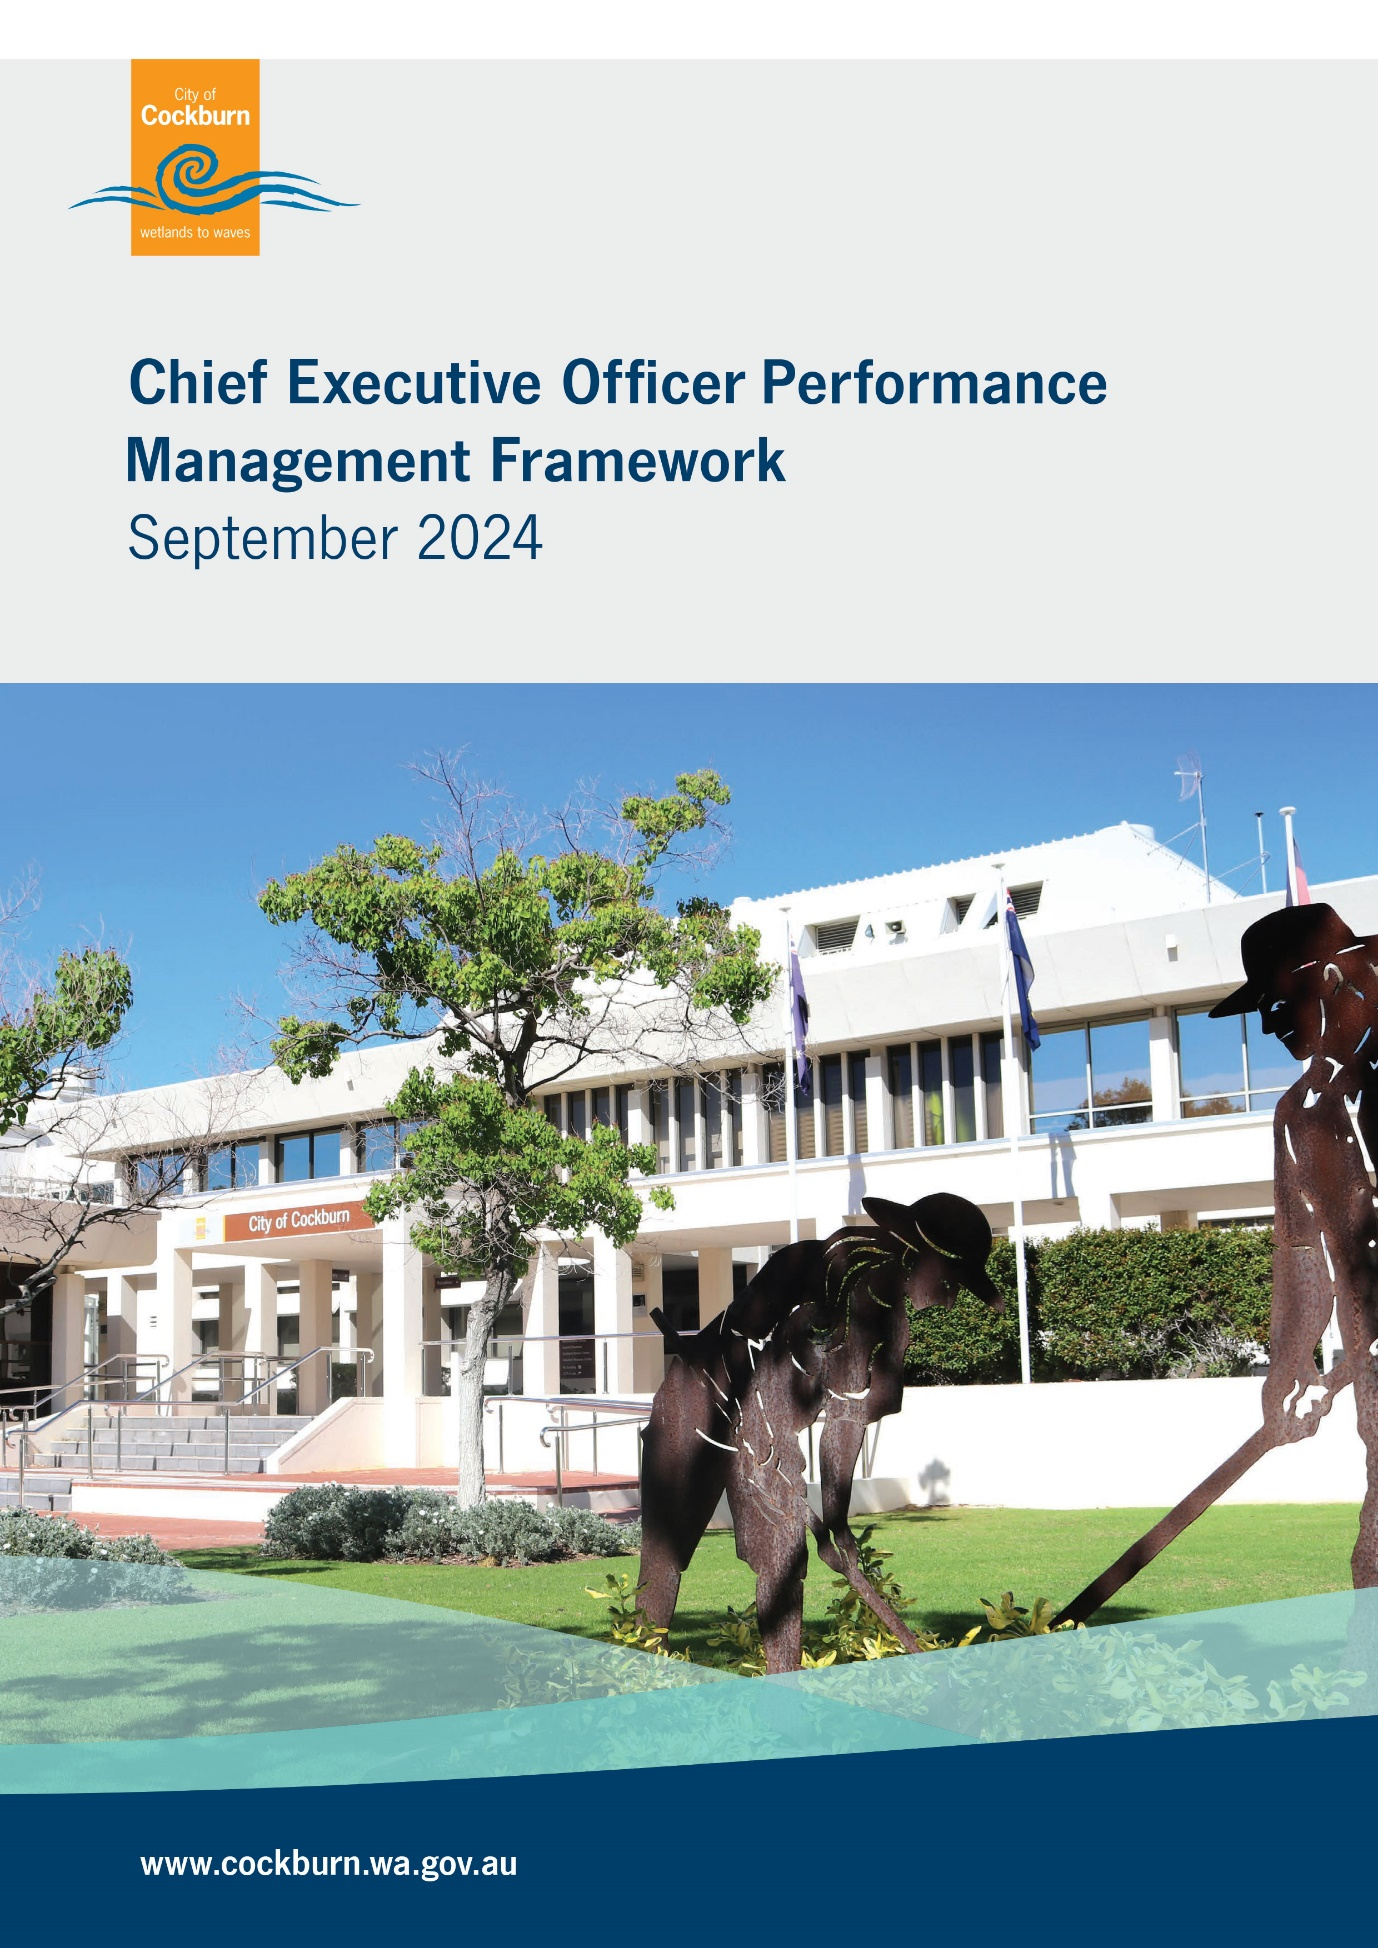 City of
Cockburn
wetlands to waves
Chief Executive Officer Performance
Management Framework
September 2024
City of Cockburn
www.cockburn.wa.gov.au